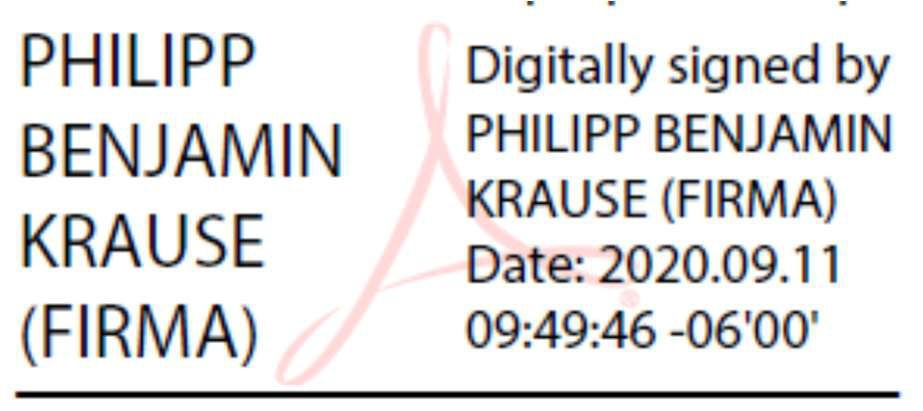 PHILIPP
BENJAMIN
KRAUSE
(FIRMA)
Digitally signed by
PHILIPP BENJAMIN
KRAUSE (FIRMA)
Date: 2020.09.11
09:49:46 -06'00'